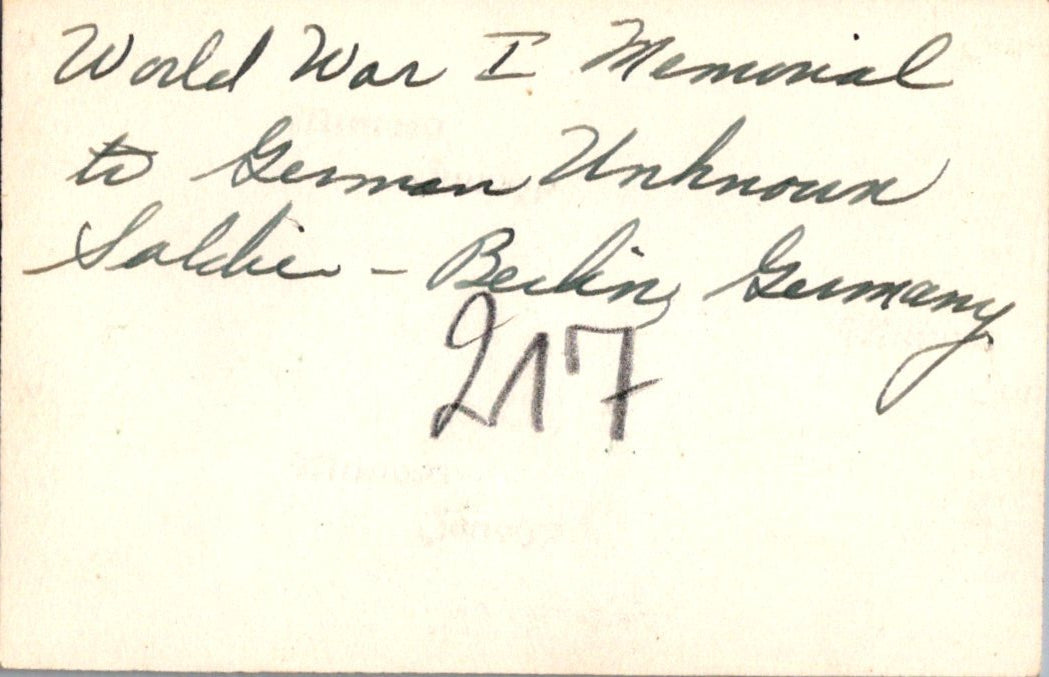 World War I Memorial
to German Unknown
Soldier - Berlin, Germany
217